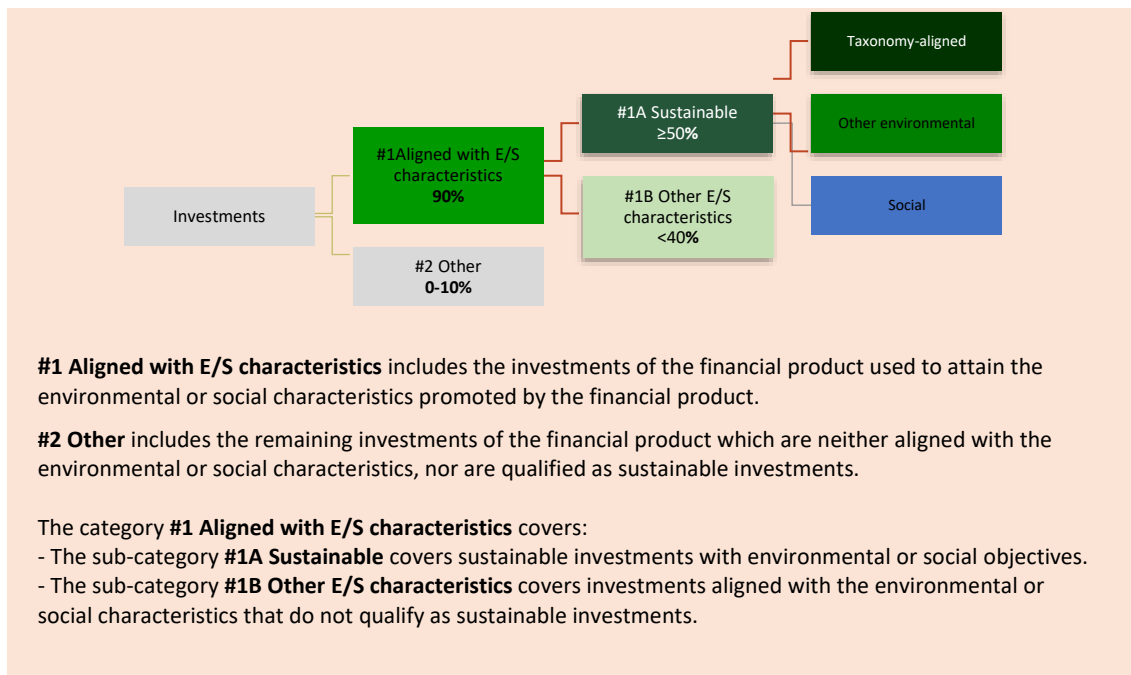 Taxonomy-aligned
#1A Sustainable
≥50%
Other environmental
#1Aligned with E/S
characteristics
90%
Investments
#1B Other E/S
characteristics
<40%
Social
#2 Other
0-10%
#1 Aligned with E/S characteristics includes the investments of the financial product used to attain the
environmental or social characteristics promoted by the financial product.
#2 Other includes the remaining investments of the financial product which are neither aligned with the
environmental or social characteristics, nor are qualified as sustainable investments.
The category #1 Aligned with E/S characteristics covers:
- The sub-category #1A Sustainable covers sustainable investments with environmental or social objectives.
- The sub-category #1B Other E/S characteristics covers investments aligned with the environmental or
social characteristics that do not qualify as sustainable investments.